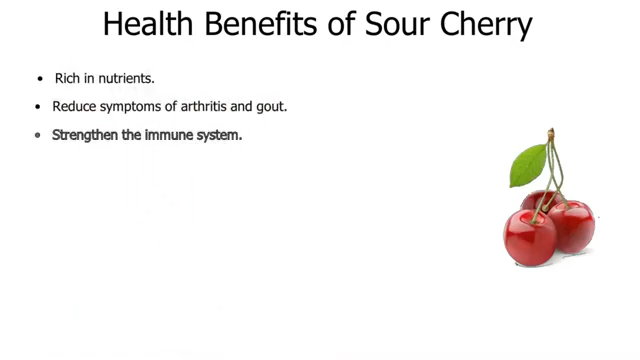 Health Benefits of Sour Cherry
• Rich in nutrients.
• Reduce symptoms of arthritis and gout.
• Strengthen the immune system.